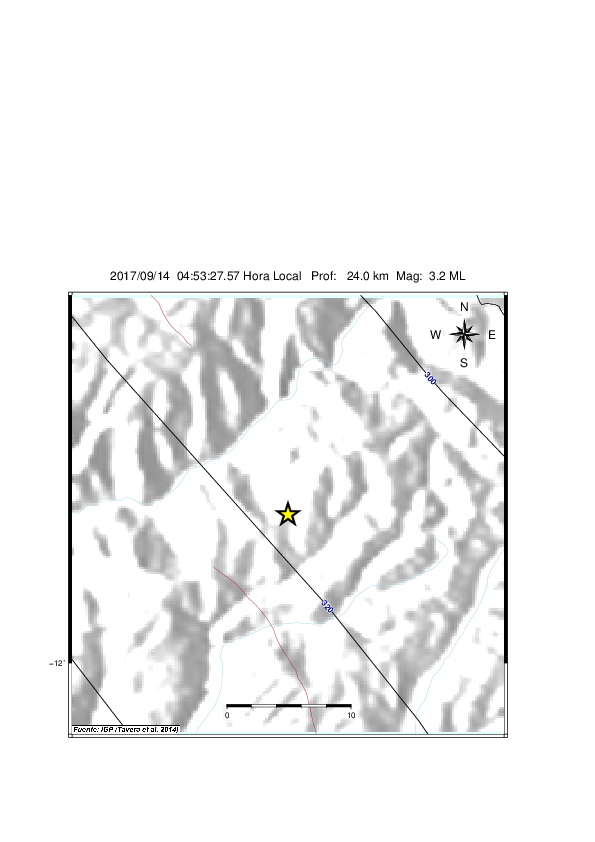 2017/09/14 04:53:27.57 Hora Local Prof: 24.0 km Mag: 3.2 ML
N
W E
S
300
320
-12˚
0 10
Fuente: IGP (Tavera et al. 2014)